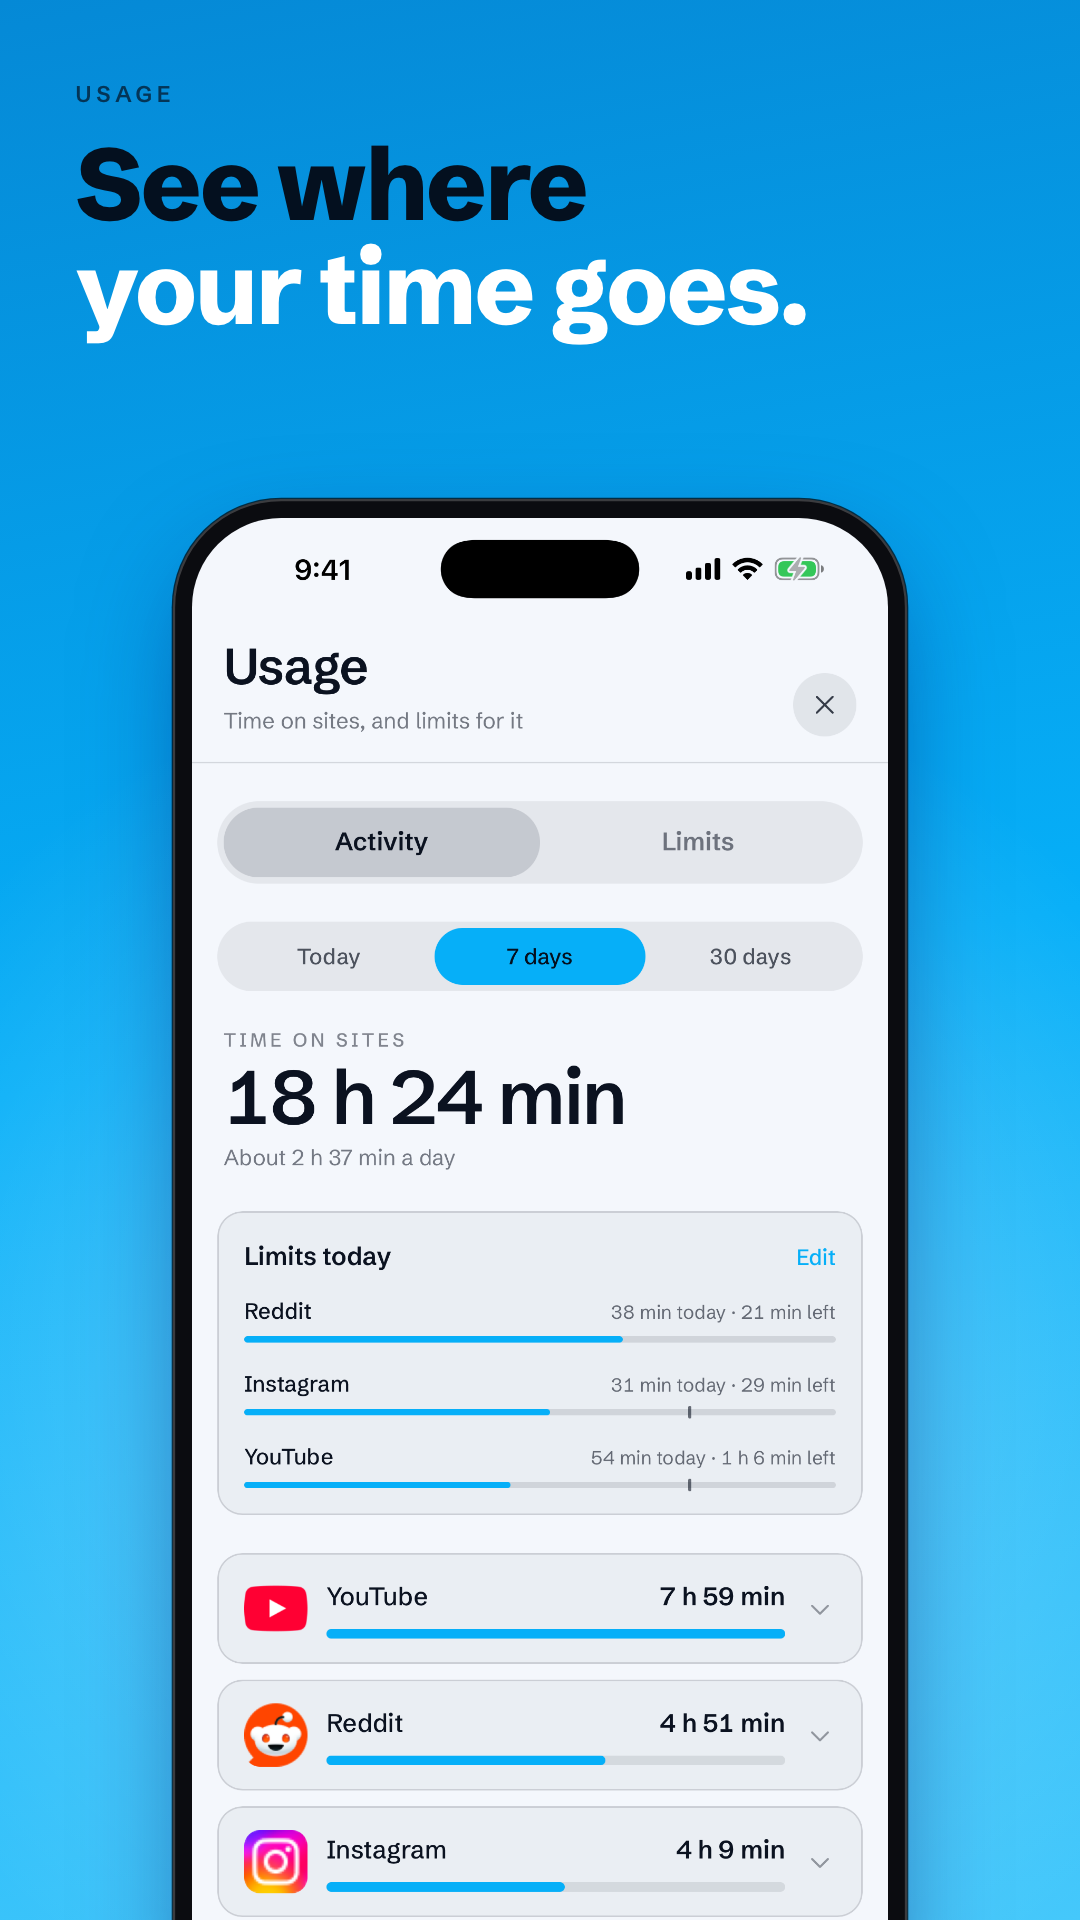 USAGE
See where
your time goes.
9:41
Usage
Time on sites, and limits for it
Activity Limits
Today 7 days 30 days
TIME ON SITES
18 h 24 min
About 2 h 37 min a day
Limits today Edit
Reddit 38 min today · 21 min left
Instagram 31 min today · 29 min left
YouTube 54 min today · 1 h 6 min left
YouTube 7 h 59 min
Reddit 4 h 51 min
Instagram 4 h 9 min